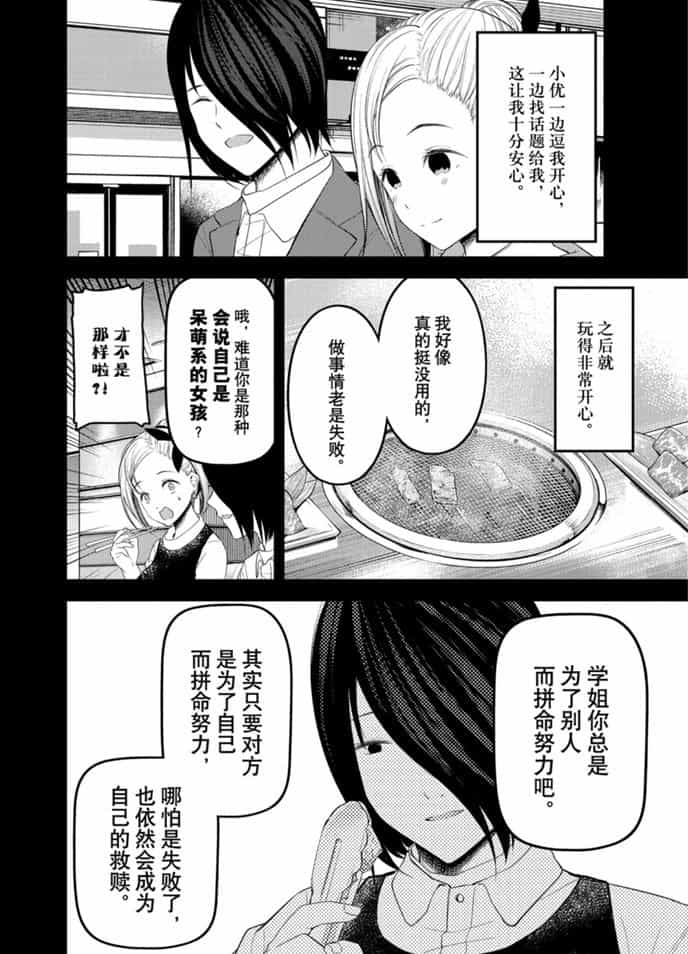 小优一边逗我开心，
一边找话题给我，
这让我十分安心。
之后就
玩得非常开心。
我好像
真的挺没用的，
做事情老是失败。
哦，难道你是那种
会说自己是
呆萌系的女孩？
才不是
那样啦?!
学姐你总是
为了别人
而拼命努力吧。
其实只要对方
是为了自己
而拼命努力，
哪怕是失败了，
也依然会成为
自己的救赎。